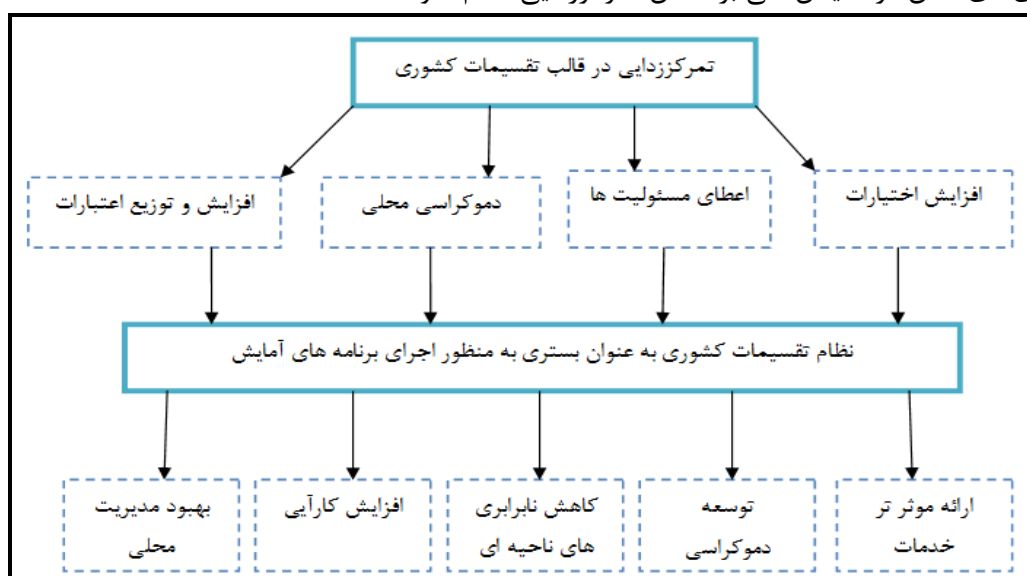 تمرکززدایی در قالب تقسیمات کشوری
افزایش اختیارات
اعطای مسئولیت ها
دموکراسی محلی
افزایش و توزیع اعتبارات
نظام تقسیمات کشوری به عنوان بستری به منظور اجرای برنامه های آمایش
ارائه موثر تر
خدمات
توسعه
دموکراسی
کاهش نابرابری
های ناحیه ای
افزایش کارآیی
بهبود مدیریت
محلی